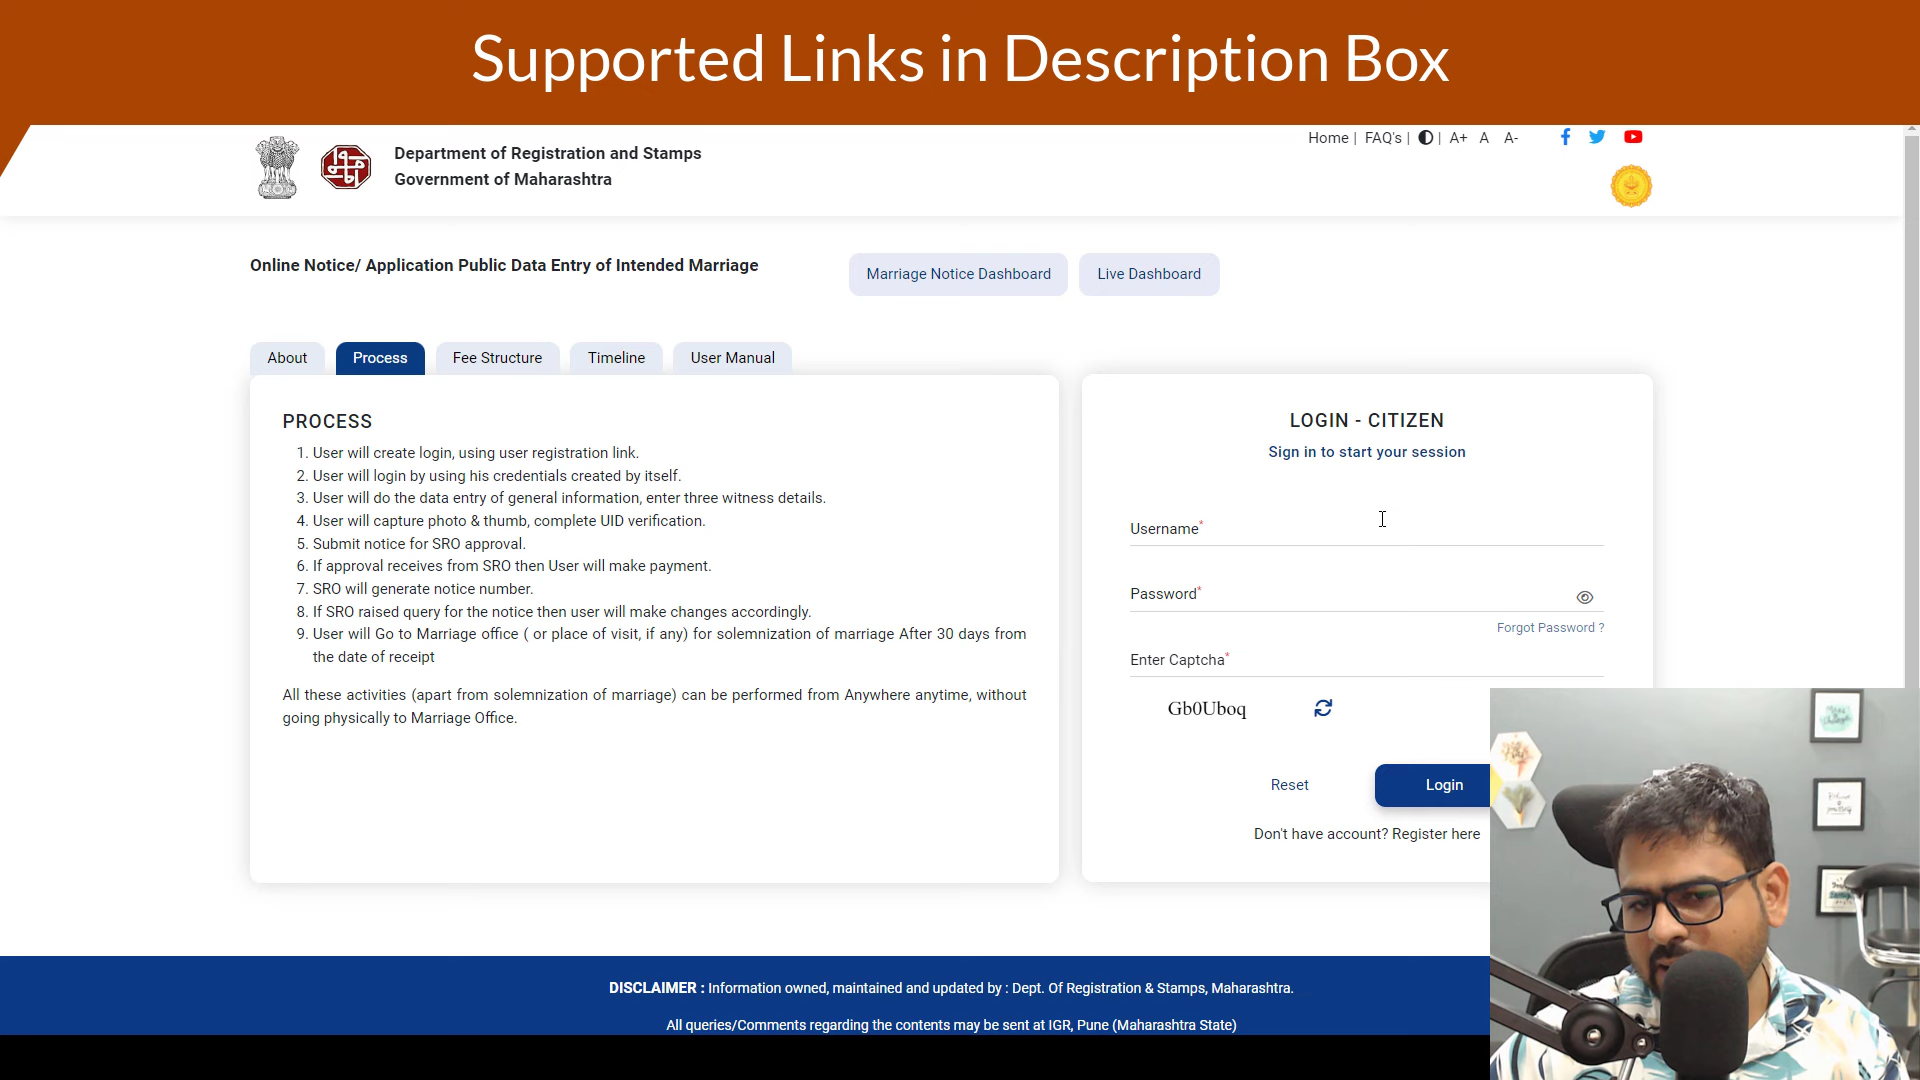 Supported Links in Description Box
Home | FAQ's | | A+ A A-
Department of Registration and Stamps
Government of Maharashtra
Online Notice/ Application Public Data Entry of Intended Marriage
Marriage Notice Dashboard
Live Dashboard
About
Process
Fee Structure
Timeline
User Manual
PROCESS
1. User will create login, using user registration link.
2. User will login by using his credentials created by itself.
3. User will do the data entry of general information, enter three witness details.
4. User will capture photo & thumb, complete UID verification.
5. Submit notice for SRO approval.
6. If approval receives from SRO then User will make payment.
7. SRO will generate notice number.
8. If SRO raised query for the notice then user will make changes accordingly.
9. User will Go to Marriage office ( or place of visit, if any) for solemnization of marriage After 30 days from
the date of receipt
All these activities (apart from solemnization of marriage) can be performed from Anywhere anytime, without
going physically to Marriage Office.
LOGIN - CITIZEN
Sign in to start your session
Username*
Password*
Forgot Password ?
Enter Captcha*
Gb0Uboq
Reset
Login
Don't have account? Register here
DISCLAIMER : Information owned, maintained and updated by : Dept. Of Registration & Stamps, Maharashtra.
All queries/Comments regarding the contents may be sent at IGR, Pune (Maharashtra State)